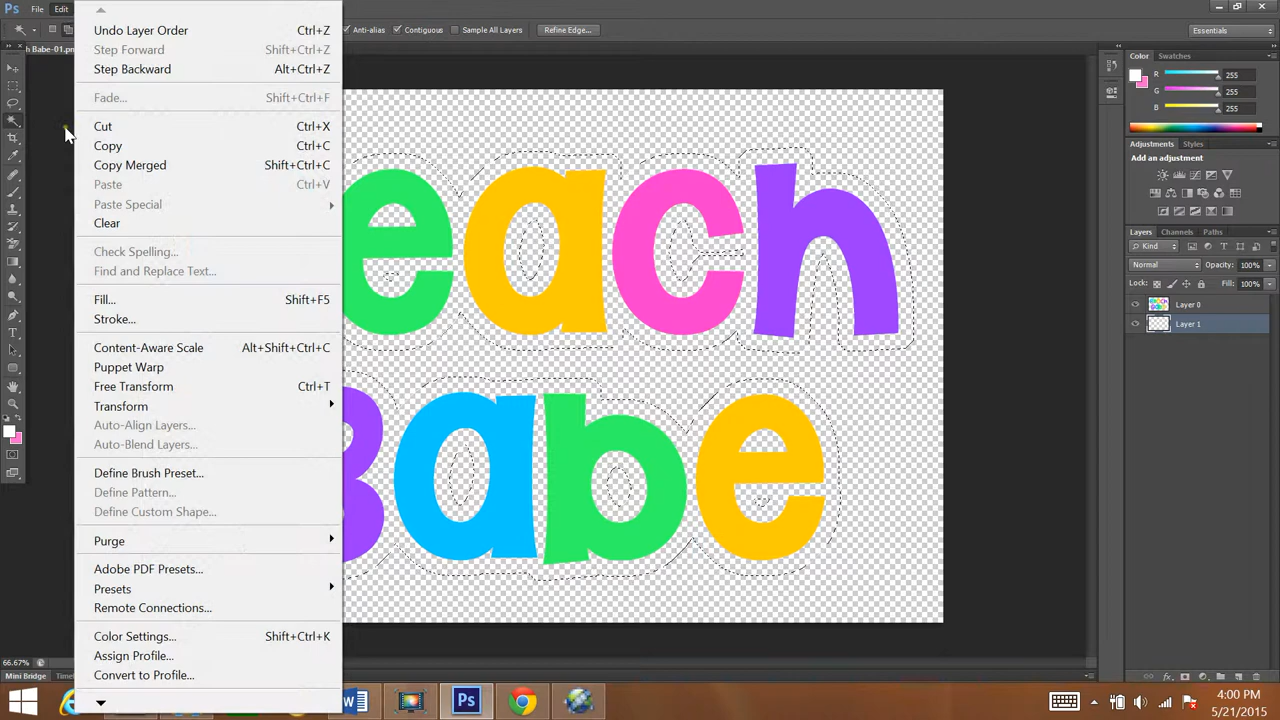 Ps File Edit
Anti-alias Contiguous Sample All Layers Refine Edge... Essentials
h Babe-01.pn
Undo Layer Order Ctrl+Z
Step Forward Shift+Ctrl+Z
Step Backward Alt+Ctrl+Z
Fade... Shift+Ctrl+F
Cut Ctrl+X
Copy Ctrl+C
Copy Merged Shift+Ctrl+C
Paste Ctrl+V
Paste Special
Clear
Check Spelling...
Find and Replace Text...
Fill... Shift+F5
Stroke...
Content-Aware Scale Alt+Shift+Ctrl+C
Puppet Warp
Free Transform Ctrl+T
Transform
Auto-Align Layers...
Auto-Blend Layers...
Define Brush Preset...
Define Pattern...
Define Custom Shape...
Purge
Adobe PDF Presets...
Presets
Remote Connections...
Color Settings... Shift+Ctrl+K
Assign Profile...
Convert to Profile...
each
Babe
Color Swatches
R 255
G 255
B 255
Adjustments Styles
Add an adjustment
Layers Channels Paths
Kind
Normal Opacity: 100%
Lock: Fill: 100%
Layer 0
Layer 1
66.67%
Mini Bridge Time
Ps
4:00 PM
5/21/2015